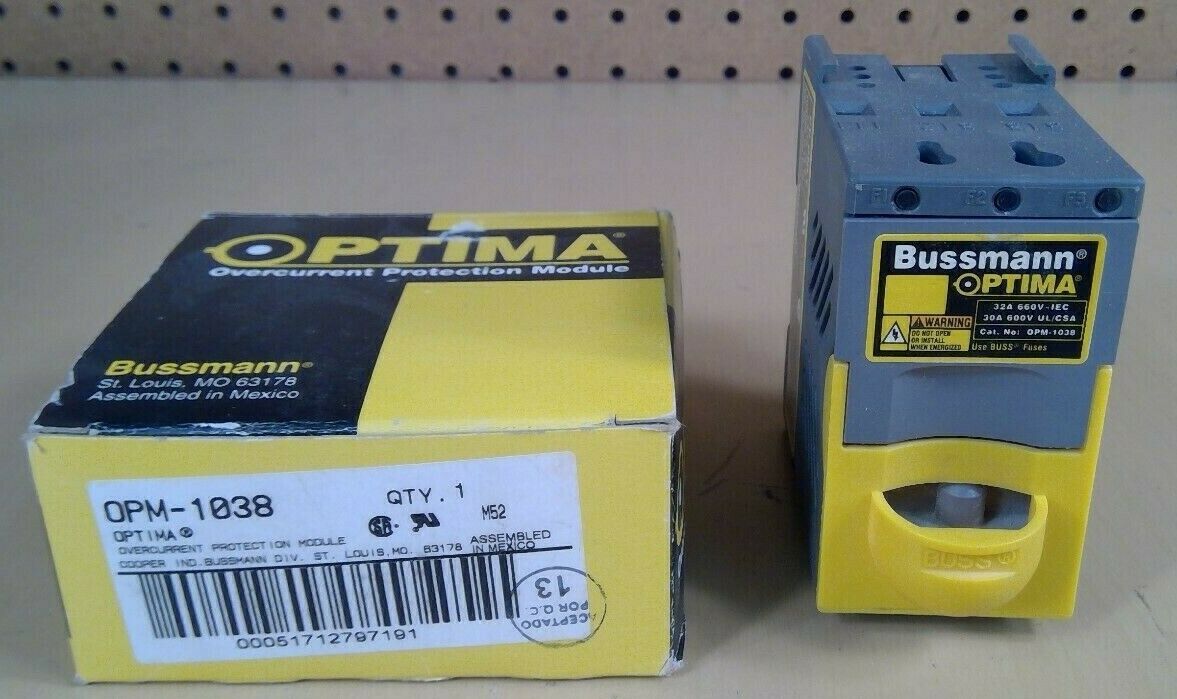 OPTIMA®
Overcurrent Protection Module
Bussmann®
St. Louis, MO 63178
Assembled in Mexico
OPM-1038
QTY. 1
OPTIMA®
M52
OVERCURRENT PROTECTION MODULE
ASSEMBLED
COOPER IND. BUSSMANN DIV. ST. LOUIS, MO. 63178 IN MEXICO
00051712797191
ACEPTADO
POR Q.C.
13
F1 F2 F3
Bussmann®
OPTIMA®
32A 660V~IEC
30A 600V UL/CSA
Cat. No: OPM-1038
WARNING
DO NOT OPEN
OR INSTALL
WHEN ENERGIZED
Use BUSS® Fuses
BUSS®